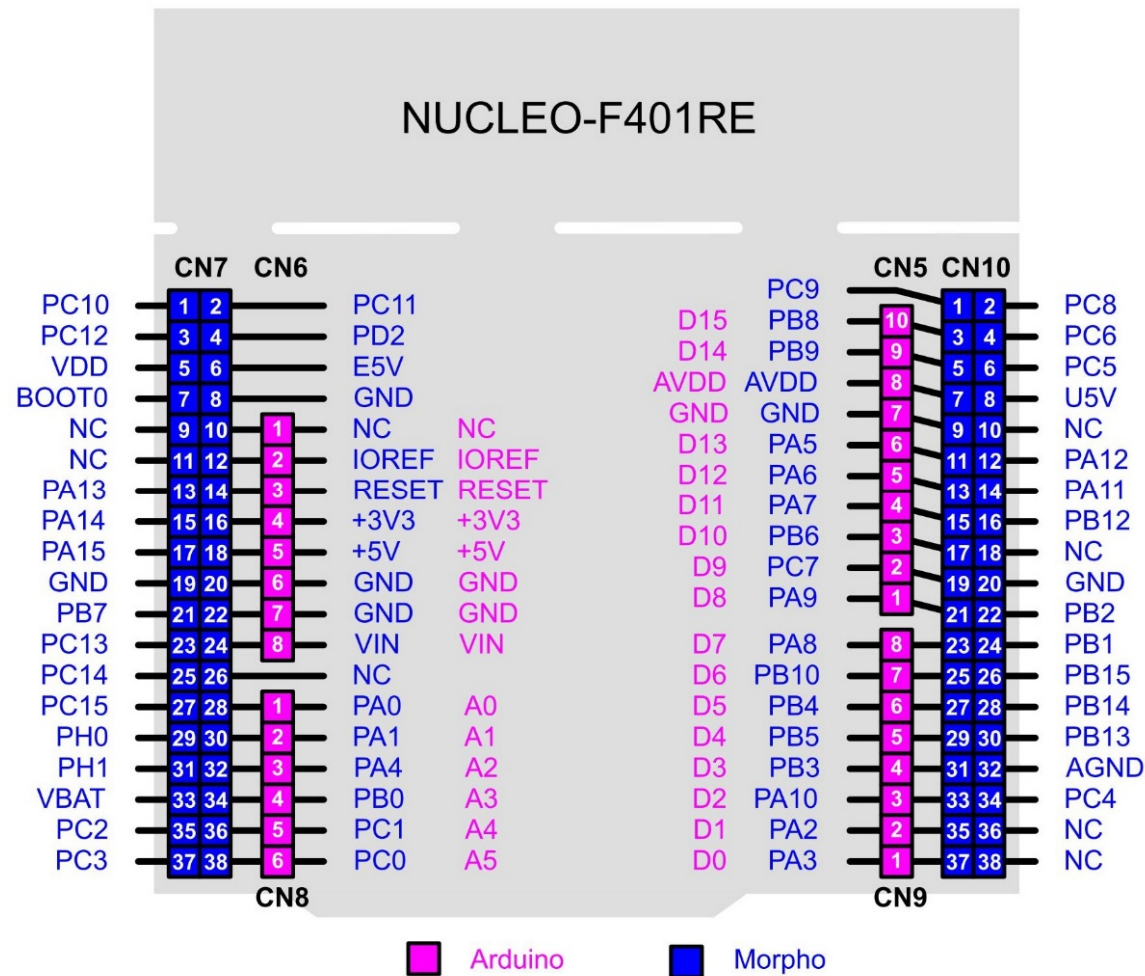 NUCLEO-F401RE
CN7 CN6 CN5 CN10
PC9
PC10 1 2 PC11 1 2 PC8
D15 PB8 10
PC12 3 4 PD2 3 4 PC6
D14 PB9 9
VDD 5 6 E5V 5 6 PC5
AVDD AVDD 8
BOOT0 7 8 GND 7 8 U5V
GND GND 7
NC 9 10 1 NC NC 9 10 NC
D13 PA5 6
NC 11 12 2 IOREF IOREF 11 12 PA12
D12 PA6 5
PA13 13 14 3 RESET RESET 13 14 PA11
D11 PA7 4
PA14 15 16 4 +3V3 +3V3 15 16 PB12
D10 PB6 3
PA15 17 18 5 +5V +5V 17 18 NC
D9 PC7 2
GND 19 20 6 GND GND 19 20 GND
D8 PA9 1
PB7 21 22 7 GND GND 21 22 PB2
PC13 23 24 8 VIN VIN D7 PA8 8 23 24 PB1
PC14 25 26 NC D6 PB10 7 25 26 PB15
PC15 27 28 1 PA0 A0 D5 PB4 6 27 28 PB14
PH0 29 30 2 PA1 A1 D4 PB5 5 29 30 PB13
PH1 31 32 3 PA4 A2 D3 PB3 4 31 32 AGND
VBAT 33 34 4 PB0 A3 D2 PA10 3 33 34 PC4
PC2 35 36 5 PC1 A4 D1 PA2 2 35 36 NC
PC3 37 38 6 PC0 A5 D0 PA3 1 37 38 NC
CN8 CN9
Arduino Morpho